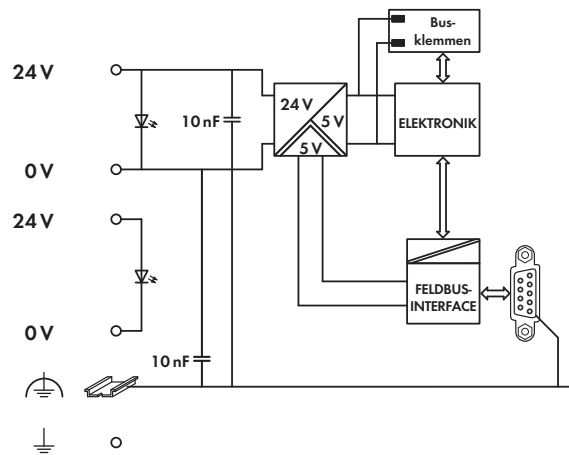 Bus-
klemmen
24 V
10 nF
24 V
5 V
5 V
ELEKTRONIK
0 V
24 V
FELDBUS-
INTERFACE
0 V
10 nF